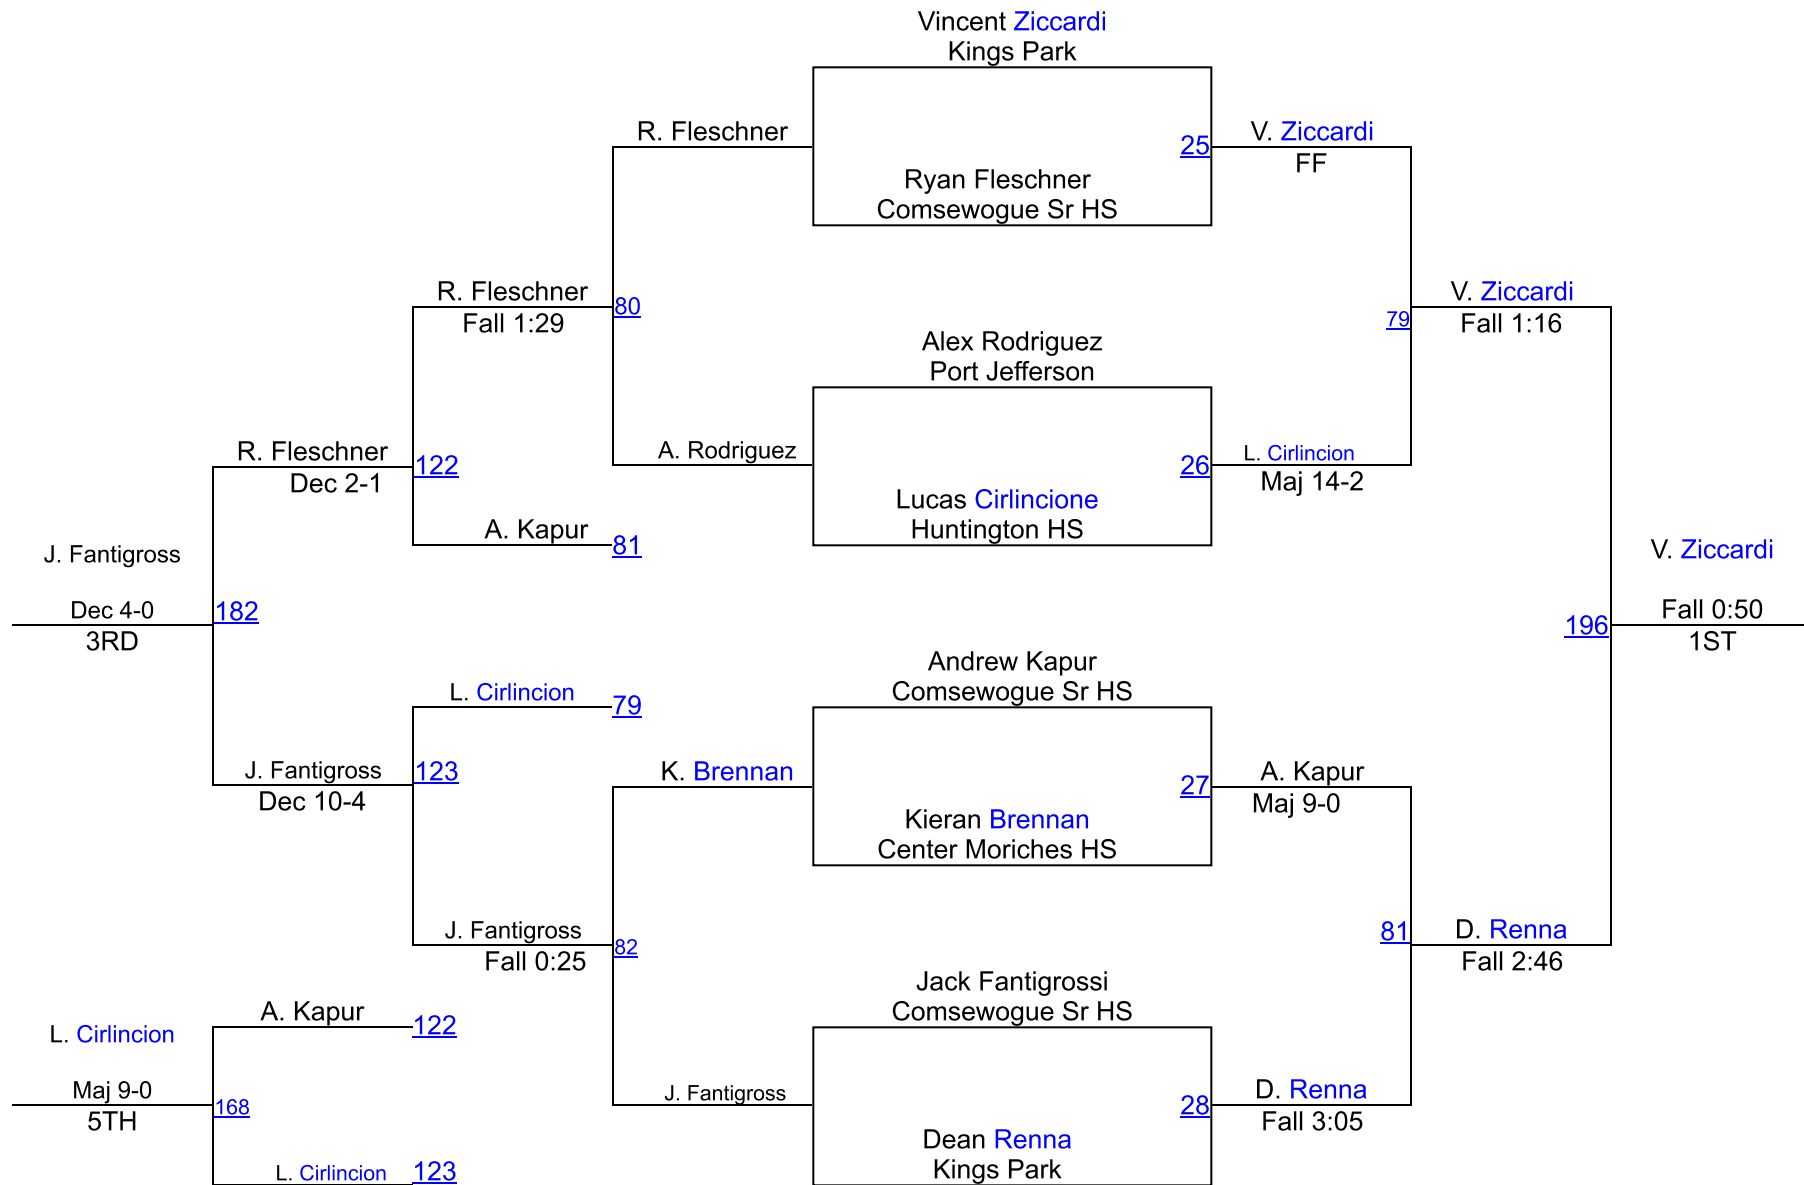 Vincent Ziccardi
Kings Park
R. Fleschner
25
V. Ziccardi
FF
Ryan Fleschner
Comsewogue Sr HS
R. Fleschner
Fall 1:29
80
V. Ziccardi
Fall 1:16
79
Alex Rodriguez
Port Jefferson
R. Fleschner
Dec 2-1
122
A. Rodriguez
26
L. Cirlincion
Maj 14-2
Lucas Cirlincione
Huntington HS
A. Kapur
81
J. Fantigross
Dec 4-0
3RD
182
V. Ziccardi
Fall 0:50
1ST
196
Andrew Kapur
Comsewogue Sr HS
L. Cirlincion
79
J. Fantigross
Dec 10-4
123
K. Brennan
27
A. Kapur
Maj 9-0
Kieran Brennan
Center Moriches HS
J. Fantigross
Fall 0:25
82
81
D. Renna
Fall 2:46
Jack Fantigrossi
Comsewogue Sr HS
A. Kapur
122
L. Cirlincion
Maj 9-0
5TH
168
J. Fantigross
28
D. Renna
Fall 3:05
Dean Renna
Kings Park
L. Cirlincion
123